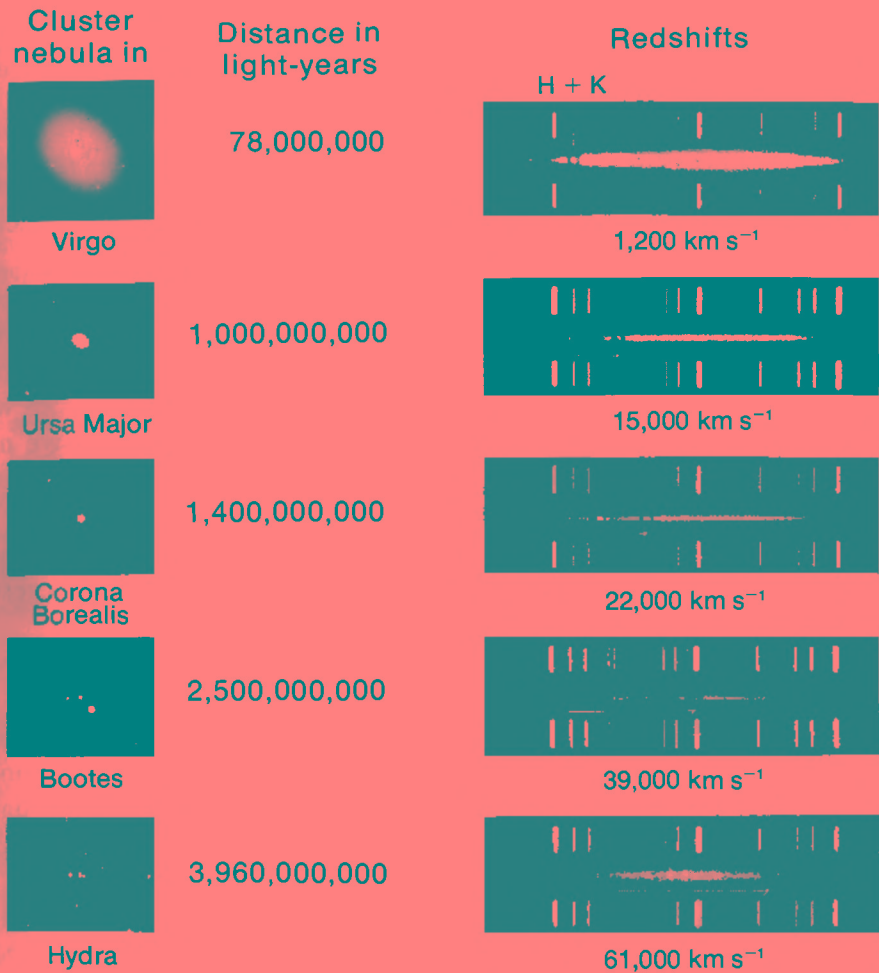 Cluster
nebula in
Distance in
light-years
Redshifts
H + K
78,000,000
Virgo
1,200 km s⁻¹
1,000,000,000
Ursa Major
15,000 km s⁻¹
1,400,000,000
Corona
Borealis
22,000 km s⁻¹
2,500,000,000
Bootes
39,000 km s⁻¹
3,960,000,000
Hydra
61,000 km s⁻¹